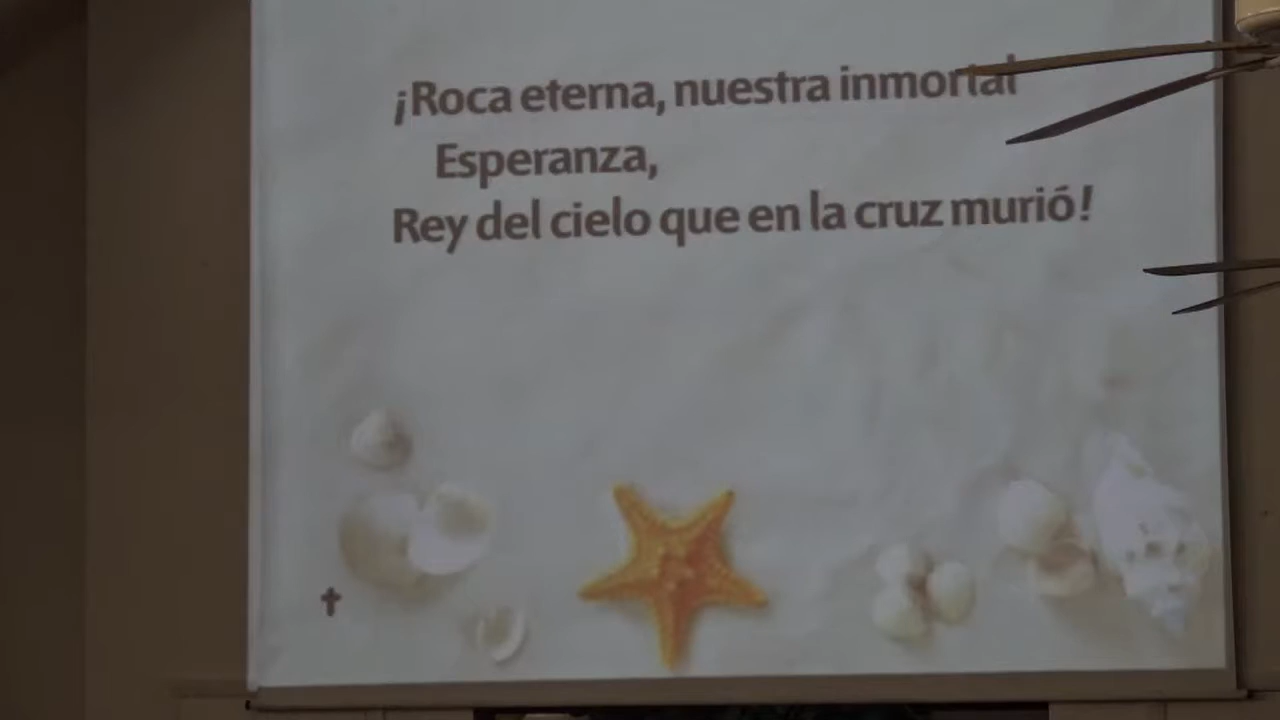 ¡Roca eterna, nuestra inmortal
Esperanza,
Rey del cielo que en la cruz murió!